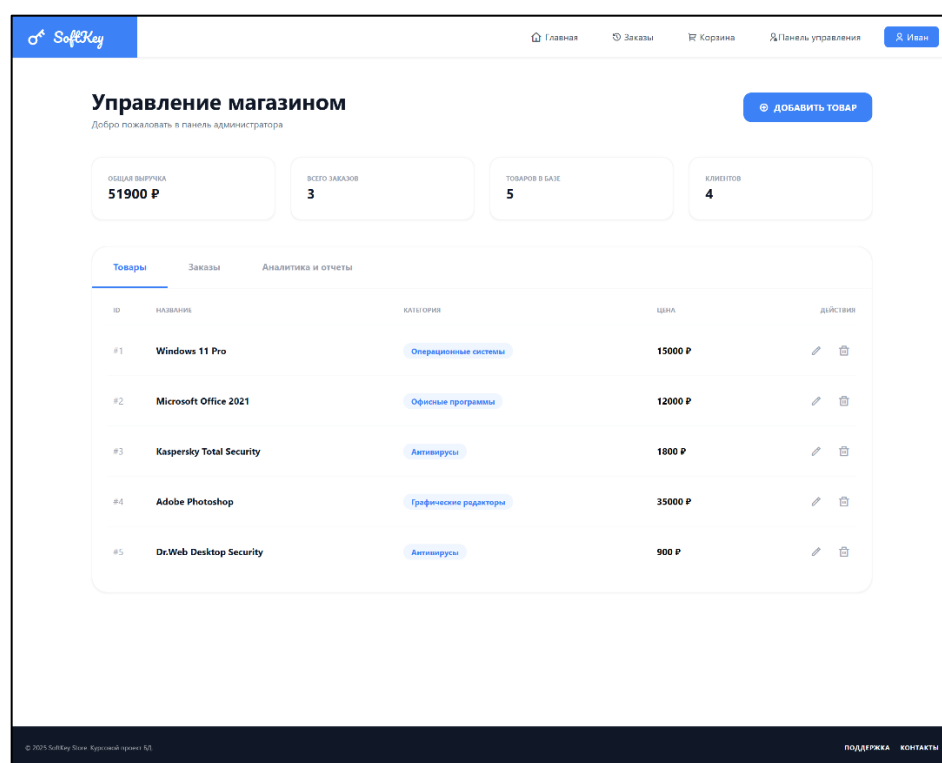 SoftKey
Главная Заказы Корзина Панель управления Иван
Управление магазином
Добро пожаловать в панель администратора
ДОБАВИТЬ ТОВАР
ОБЩАЯ ВЫРУЧКА ВСЕГО ЗАКАЗОВ ТОВАРОВ В БАЗЕ КЛИЕНТОВ
51900 ₽ 3 5 4
Товары Заказы Аналитика и отчеты
ID НАЗВАНИЕ КАТЕГОРИЯ ЦЕНА ДЕЙСТВИЯ
#1 Windows 11 Pro Операционные системы 15000 ₽
#2 Microsoft Office 2021 Офисные программы 12000 ₽
#3 Kaspersky Total Security Антивирусы 1800 ₽
#4 Adobe Photoshop Графические редакторы 35000 ₽
#5 Dr.Web Desktop Security Антивирусы 900 ₽
© 2025 SoftKey Store. Курсовой проект БД. ПОДДЕРЖКА КОНТАКТЫ